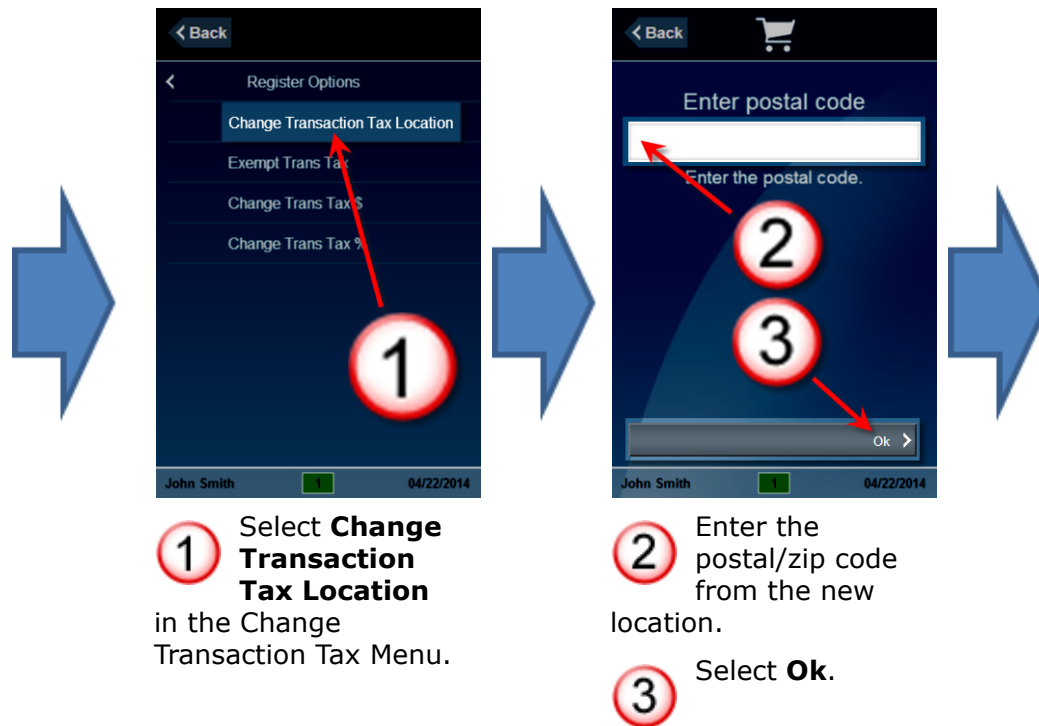 Back
Register Options
Change Transaction Tax Location
Exempt Trans Tax
Change Trans Tax $
Change Trans Tax %
1
John Smith 1 04/22/2014
1 Select Change
Transaction
Tax Location
in the Change
Transaction Tax Menu.
Back
Enter postal code
Enter the postal code.
2
3
Ok
John Smith 1 04/22/2014
2 Enter the
postal/zip code
from the new
location.
3 Select Ok.